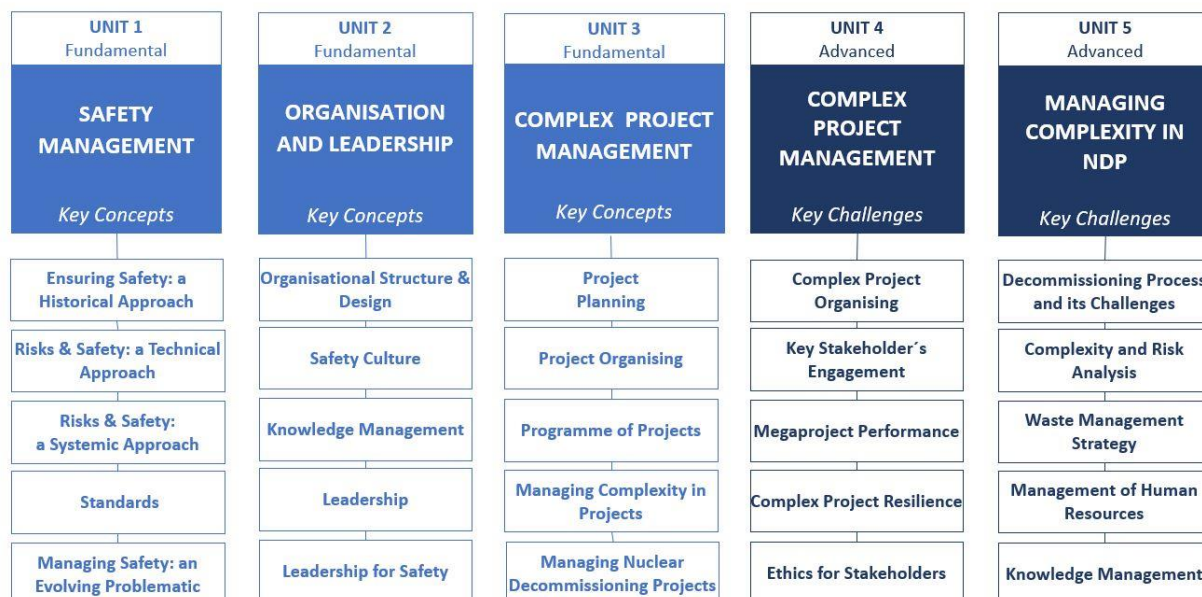 UNIT 1
Fundamental
SAFETY
MANAGEMENT
Key Concepts
Ensuring Safety: a
Historical Approach
Risks & Safety: a Technical
Approach
Risks & Safety:
a Systemic Approach
Standards
Managing Safety: an
Evolving Problematic
UNIT 2
Fundamental
ORGANISATION
AND LEADERSHIP
Key Concepts
Organisational Structure &
Design
Safety Culture
Knowledge Management
Leadership
Leadership for Safety
UNIT 3
Fundamental
COMPLEX PROJECT
MANAGEMENT
Key Concepts
Project
Planning
Project Organising
Programme of Projects
Managing Complexity in
Projects
Managing Nuclear
Decommissioning Projects
UNIT 4
Advanced
COMPLEX
PROJECT
MANAGEMENT
Key Challenges
Complex Project
Organising
Key Stakeholder´s
Engagement
Megaproject Performance
Complex Project Resilience
Ethics for Stakeholders
UNIT 5
Advanced
MANAGING
COMPLEXITY IN
NDP
Key Challenges
Decommissioning Process
and its Challenges
Complexity and Risk
Analysis
Waste Management
Strategy
Management of Human
Resources
Knowledge Management